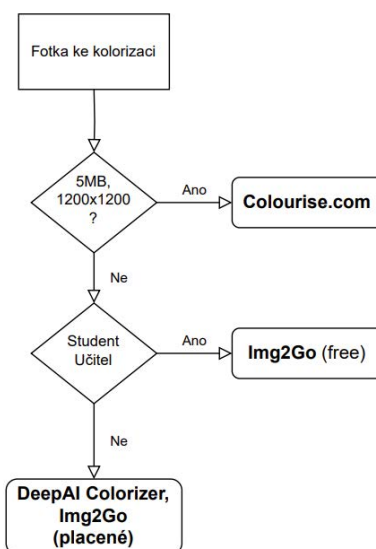 Fotka ke kolorizaci
5MB,
1200x1200
?
Ano
Colourise.com
Ne
Student
Učitel
Ano
Img2Go (free)
Ne
DeepAI Colorizer,
Img2Go
(placené)